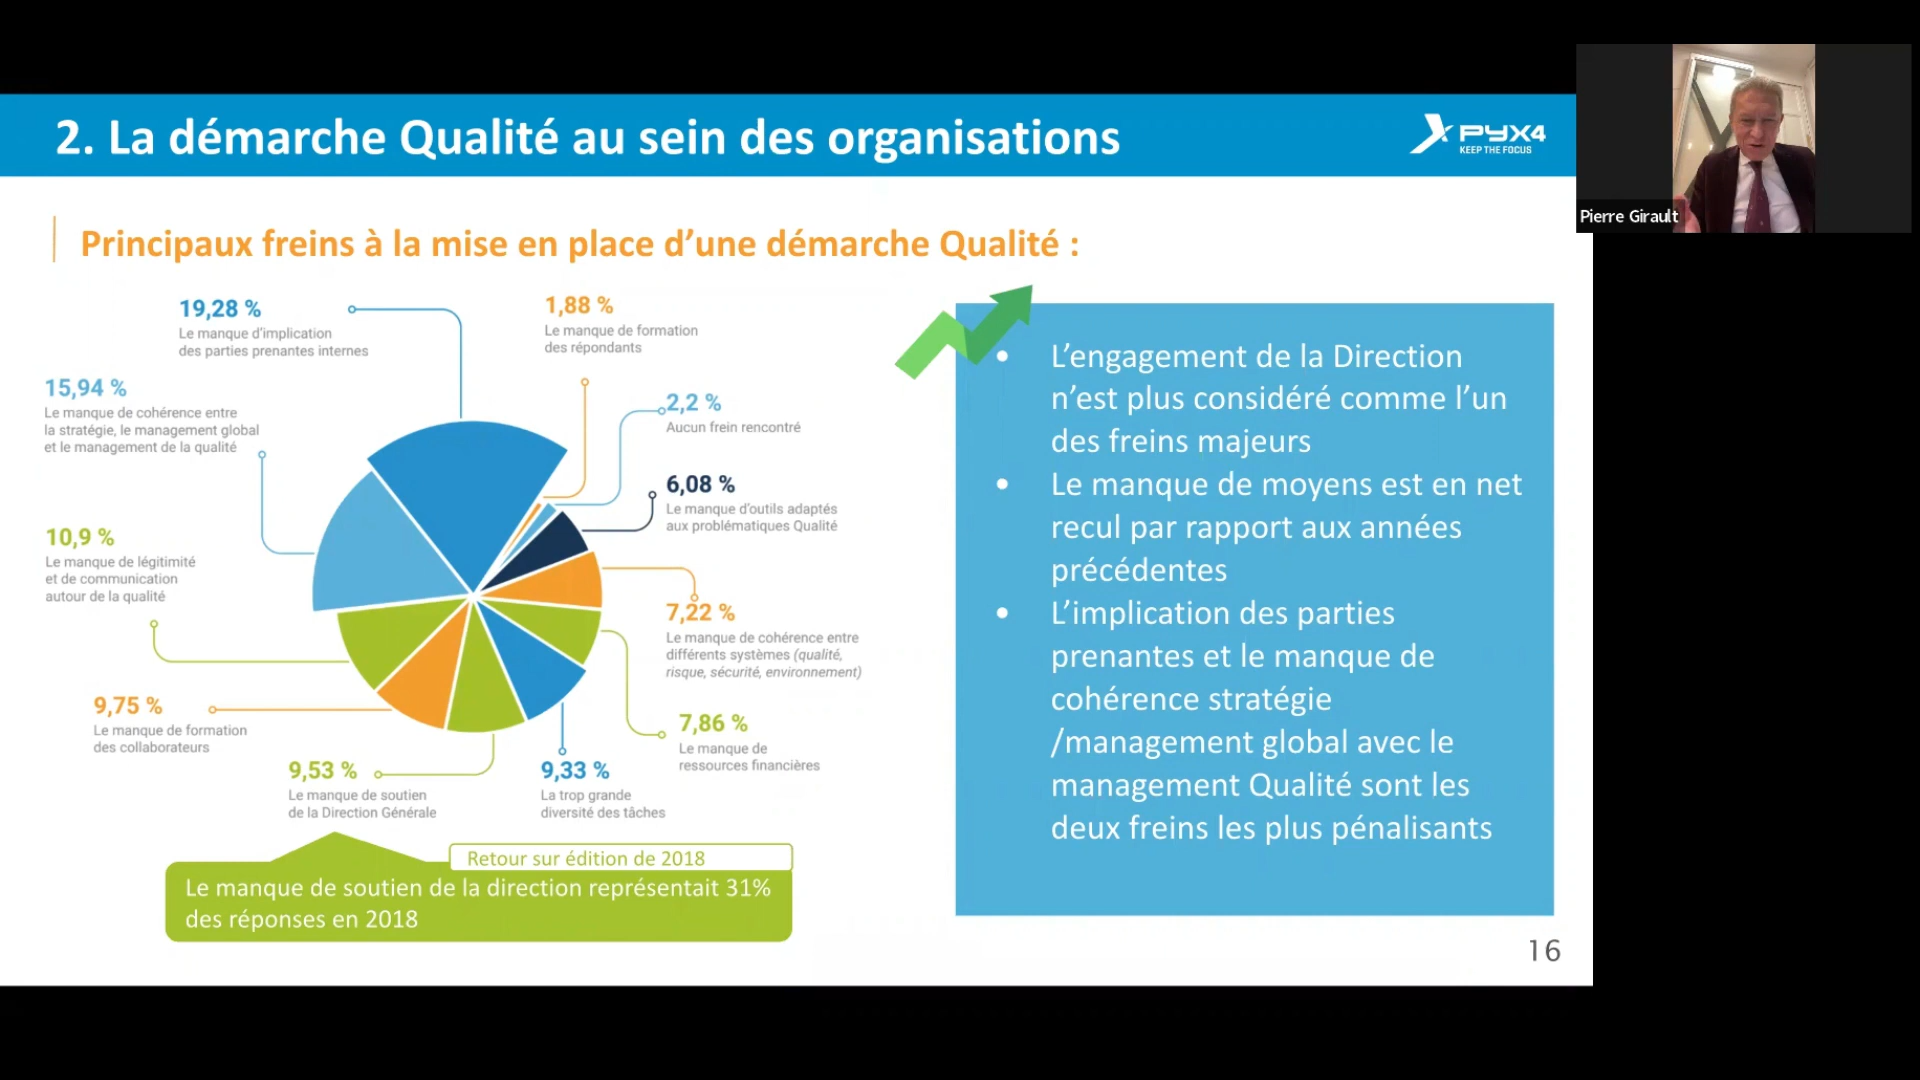 2. La démarche Qualité au sein des organisations
PYX4
KEEP THE FOCUS
Pierre Girault
Principaux freins à la mise en place d’une démarche Qualité :
19,28 %
Le manque d’implication
des parties prenantes internes
1,88 %
Le manque de formation
des répondants
15,94 %
Le manque de cohérence entre
la stratégie, le management global
et le management de la qualité
2,2 %
Aucun frein rencontré
6,08 %
Le manque d’outils adaptés
aux problématiques Qualité
10,9 %
Le manque de légitimité
et de communication
autour de la qualité
7,22 %
Le manque de cohérence entre
différents systèmes (qualité,
risque, sécurité, environnement)
9,75 %
Le manque de formation
des collaborateurs
7,86 %
Le manque de
ressources financières
9,53 %
Le manque de soutien
de la Direction Générale
9,33 %
La trop grande
diversité des tâches
Retour sur édition de 2018
Le manque de soutien de la direction représentait 31%
des réponses en 2018
• L’engagement de la Direction
n’est plus considéré comme l’un
des freins majeurs
• Le manque de moyens est en net
recul par rapport aux années
précédentes
• L’implication des parties
prenantes et le manque de
cohérence stratégie
/management global avec le
management Qualité sont les
deux freins les plus pénalisants
16